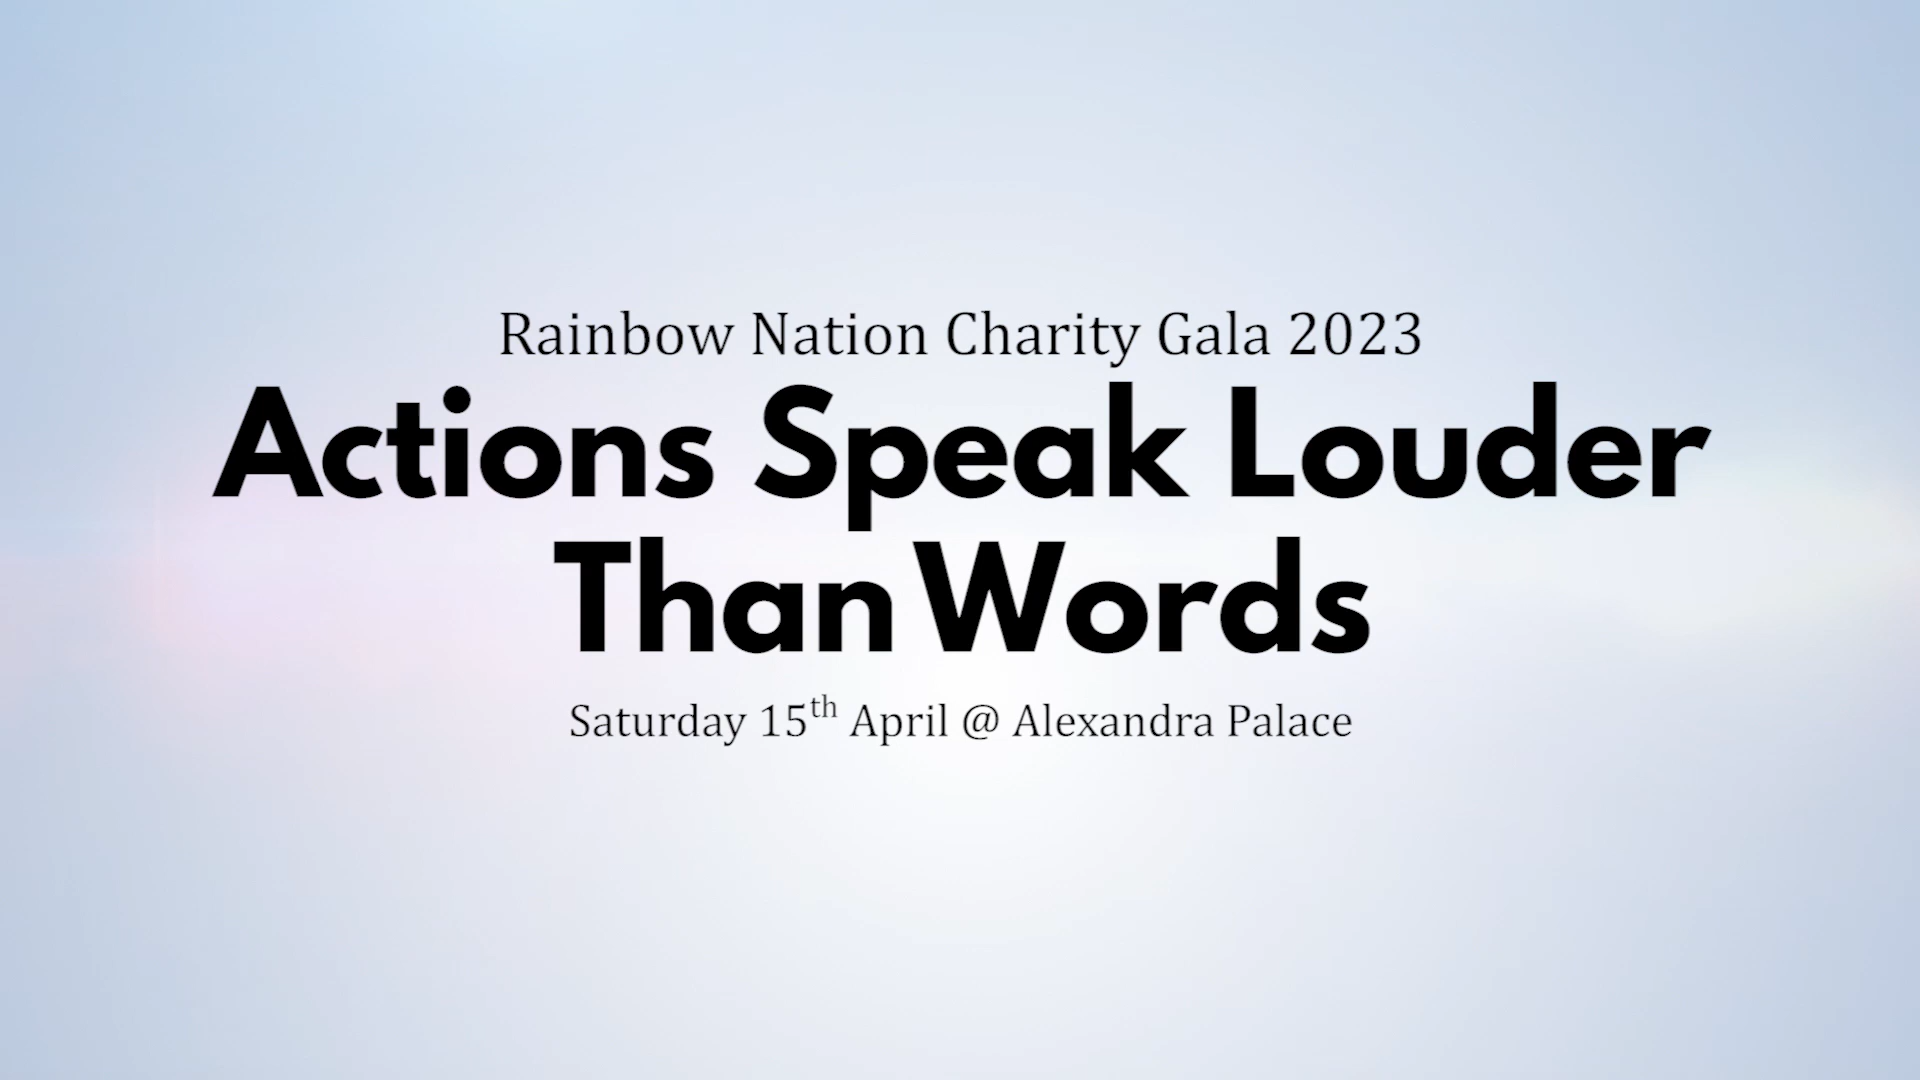 Rainbow Nation Charity Gala 2023
Actions Speak Louder
Than Words
Saturday 15th April @ Alexandra Palace